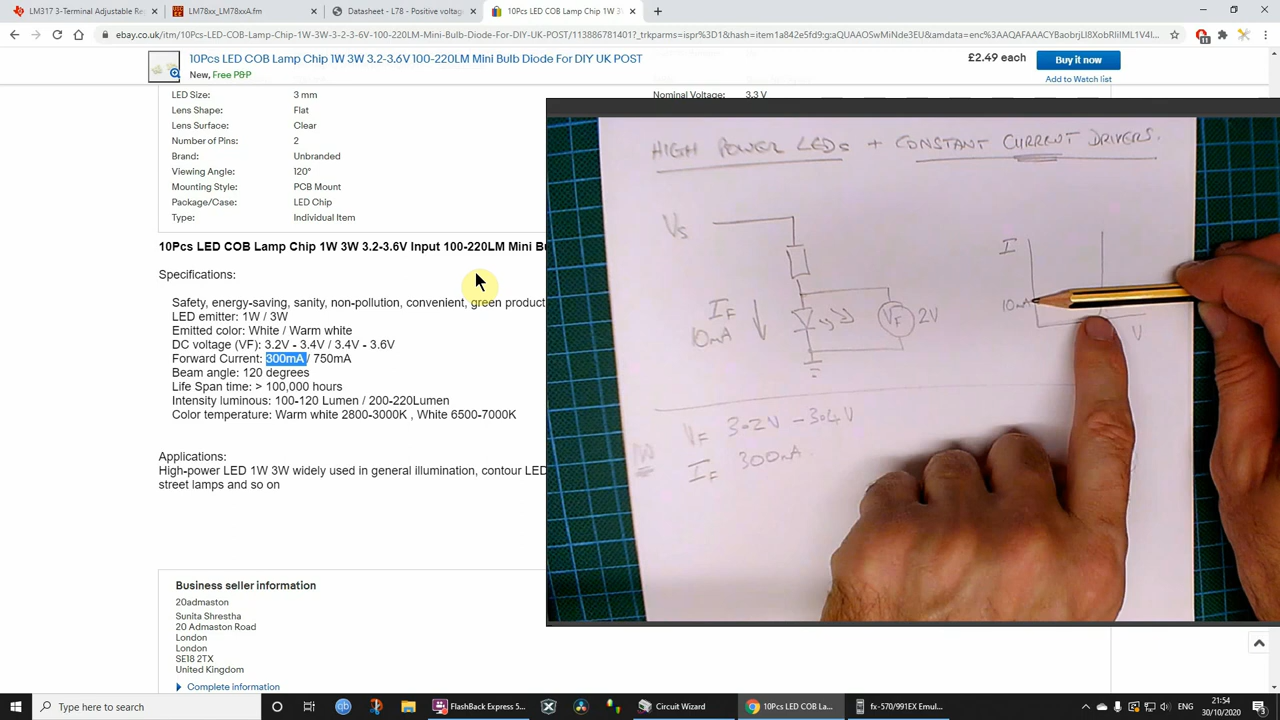 LM317 3-Terminal Adjustable Re
LM78xx_LM78xxA.fm
Datasheet - L78 - Positive voltag
10Pcs LED COB Lamp Chip 1W 3
10Pcs LED COB Lamp Chip 1W 3W 3.2-3.6V 100-220LM Mini Bulb Diode For DIY UK POST
New, Free P&P
£2.49 each
Buy it now
Add to Watch list
LED Size: 3 mm
Nominal Voltage: 3.3 V
Lens Shape: Flat
Lens Surface: Clear
Number of Pins: 2
Brand: Unbranded
Viewing Angle: 120°
Mounting Style: PCB Mount
Package/Case: LED Chip
Type: Individual Item
10Pcs LED COB Lamp Chip 1W 3W 3.2-3.6V Input 100-220LM Mini B
Specifications:
Safety, energy-saving, sanity, non-pollution, convenient, green product
LED emitter: 1W / 3W
Emitted color: White / Warm white
DC voltage (VF): 3.2V - 3.4V / 3.4V - 3.6V
Forward Current: 300mA / 750mA
Beam angle: 120 degrees
Life Span time: > 100,000 hours
Intensity luminous: 100-120 Lumen / 200-220Lumen
Color temperature: Warm white 2800-3000K , White 6500-7000K
Applications:
High-power LED 1W 3W widely used in general illumination, contour LED
street lamps and so on
Business seller information
20admaston
Sunita Shrestha
20 Admaston Road
London
London
SE18 2TX
United Kingdom
Complete information
HIGH POWER LEDs + CONSTANT CURRENT DRIVERS.
VS
I
10mA
IF
10mA
VF 2V
V
VF 3.2V - 3.4V
IF 300mA
Type here to search
FlashBack Express 5...
Circuit Wizard
10Pcs LED COB La...
fx-570/991EX Emul...
ENG
21:54
30/10/2020